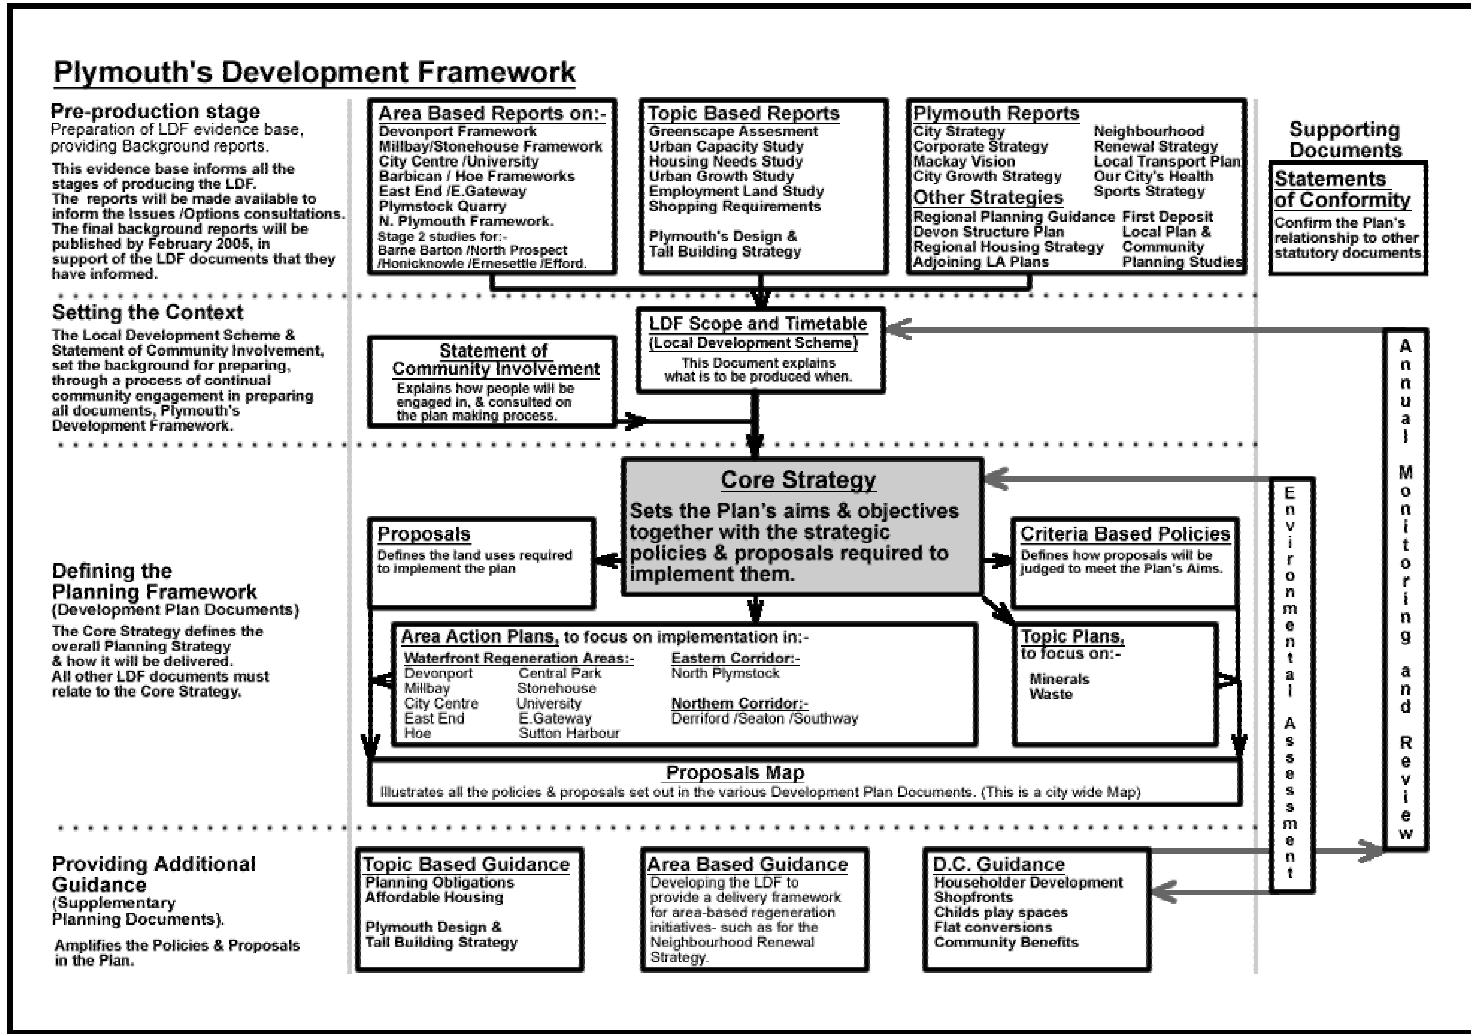 Plymouth's Development Framework
Pre-production stage
Preparation of LDF evidence base,
providing Background reports.
This evidence base informs all the
stages of producing the LDF.
The reports will be made available to
inform the Issues /Options consultations.
The final background reports will be
published by February 2005, in
support of the LDF documents that they
have informed.
Area Based Reports on:-
Devonport Framework
Millbay/Stonehouse Framework
City Centre /University
Barbican / Hoe Frameworks
East End /E.Gateway
Plymstock Quarry
N. Plymouth Framework.
Stage 2 studies for:-
Barne Barton /North Prospect
/Honicknowle /Ernesettle /Efford.
Topic Based Reports
Greenscape Assesment
Urban Capacity Study
Housing Needs Study
Urban Growth Study
Employment Land Study
Shopping Requirements
Plymouth's Design &
Tall Building Strategy
Plymouth Reports
City Strategy
Corporate Strategy
Mackay Vision
City Growth Strategy
Neighbourhood
Renewal Strategy
Local Transport Plan
Our City's Health
Sports Strategy
Other Strategies
Regional Planning Guidance
Devon Structure Plan
Regional Housing Strategy
Adjoining LA Plans
First Deposit
Local Plan &
Community
Planning Studies
Supporting
Documents
Statements
of Conformity
Confirm the Plan's
relationship to other
statutory documents.
Setting the Context
The Local Development Scheme &
Statement of Community Involvement,
set the background for preparing,
through a process of continual
community engagement in preparing
all documents, Plymouth's
Development Framework.
Statement of
Community Involvement
Explains how people will be
engaged in, & consulted on
the plan making process.
LDF Scope and Timetable
(Local Development Scheme)
This Document explains
what is to be produced when.
Annual Monitoring and Review
Environmental Assessment
Defining the
Planning Framework
(Development Plan Documents)
The Core Strategy defines the
overall Planning Strategy
& how it will be delivered.
All other LDF documents must
relate to the Core Strategy.
Core Strategy
Sets the Plan's aims & objectives
together with the strategic
policies & proposals required to
implement them.
Proposals
Defines the land uses required
to implement the plan
Criteria Based Policies
Defines how proposals will be
judged to meet the Plan's Aims.
Area Action Plans, to focus on implementation in:-
Waterfront Regeneration Areas:-
Devonport
Millbay
City Centre
East End
Hoe
Central Park
Stonehouse
University
E.Gateway
Sutton Harbour
Eastern Corridor:-
North Plymstock
Northern Corridor:-
Derriford /Seaton /Southway
Topic Plans,
to focus on:-
Minerals
Waste
Proposals Map
Illustrates all the policies & proposals set out in the various Development Plan Documents. (This is a city wide Map)
Providing Additional
Guidance
(Supplementary
Planning Documents).
Amplifies the Policies & Proposals
in the Plan.
Topic Based Guidance
Planning Obligations
Affordable Housing
Plymouth Design &
Tall Building Strategy
Area Based Guidance
Developing the LDF to
provide a delivery framework
for area-based regeneration
initiatives- such as for the
Neighbourhood Renewal
Strategy.
D.C. Guidance
Householder Development
Shopfronts
Childs play spaces
Flat conversions
Community Benefits